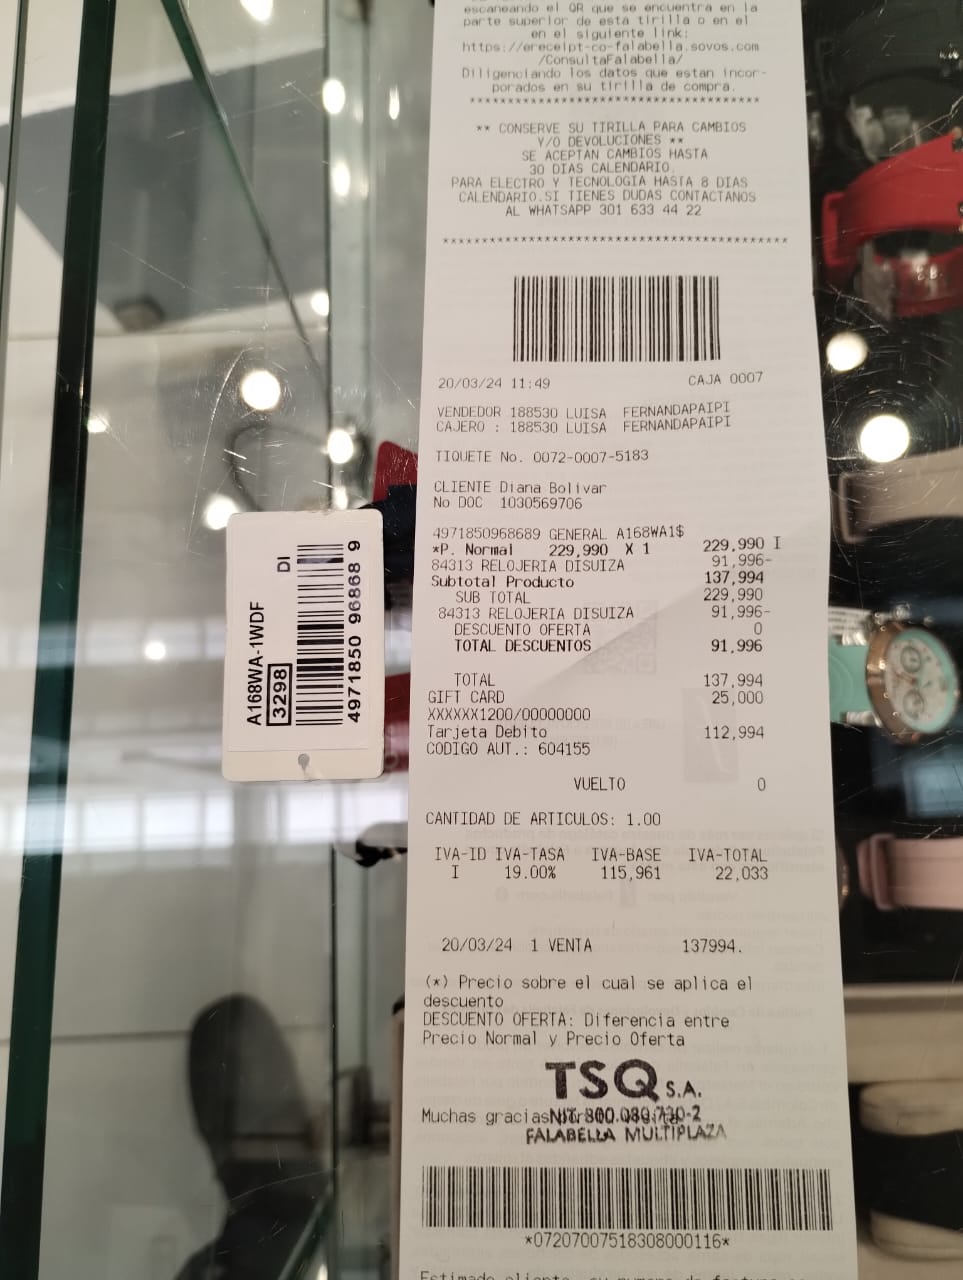 escaneando el QR que se encuentra en la
parte superior de esta tirilla o en el
en el siguiente link:
https://ereceipt-co-falabella.sovos.com
/ConsultaFalabella/
Diligenciando los datos que estan incor-
porados en su tirilla de compra.
****************************************
** CONSERVE SU TIRILLA PARA CAMBIOS
Y/O DEVOLUCIONES **
SE ACEPTAN CAMBIOS HASTA
30 DIAS CALENDARIO.
PARA ELECTRO Y TECNOLOGIA HASTA 8 DIAS
CALENDARIO.SI TIENES DUDAS CONTACTANOS
AL WHATSAPP 301 633 44 22
****************************************
20/03/24 11:49 CAJA 0007
VENDEDOR 188530 LUISA FERNANDAPAIPI
CAJERO : 188530 LUISA FERNANDAPAIPI
TIQUETE No. 0072-0007-5183
CLIENTE Diana Bolivar
No DOC 1030569706
4971850968689 GENERAL A168WA1$
*P. Normal 229,990 X 1 229,990 I
84313 RELOJERIA DISUIZA 91,996-
Subtotal Producto 137,994
SUB TOTAL 229,990
84313 RELOJERIA DISUIZA 91,996-
DESCUENTO OFERTA 0
TOTAL DESCUENTOS 91,996
TOTAL 137,994
GIFT CARD 25,000
XXXXXX1200/00000000
Tarjeta Debito 112,994
CODIGO AUT.: 604155
VUELTO 0
CANTIDAD DE ARTICULOS: 1.00
IVA-ID IVA-TASA IVA-BASE IVA-TOTAL
I 19.00% 115,961 22,033
20/03/24 1 VENTA 137994.
(*) Precio sobre el cual se aplica el
descuento
DESCUENTO OFERTA: Diferencia entre
Precio Normal y Precio Oferta
TSQ S.A.
Muchas gracias
NIT. 800.089.730-2
FALABELLA MULTIPLAZA
*07207007518308000116*
A168WA-1WDF
3298
DI
4971850 96868 9